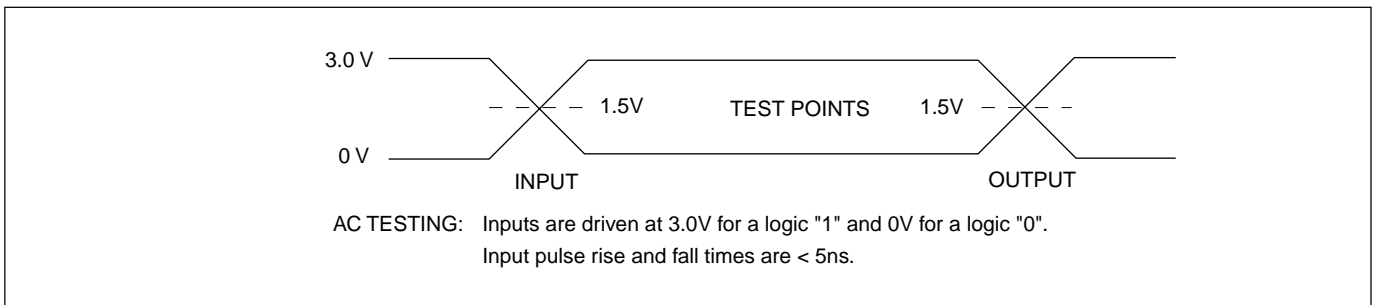 3.0 V
1.5V TEST POINTS 1.5V
0 V
INPUT OUTPUT
AC TESTING: Inputs are driven at 3.0V for a logic "1" and 0V for a logic "0".
Input pulse rise and fall times are < 5ns.